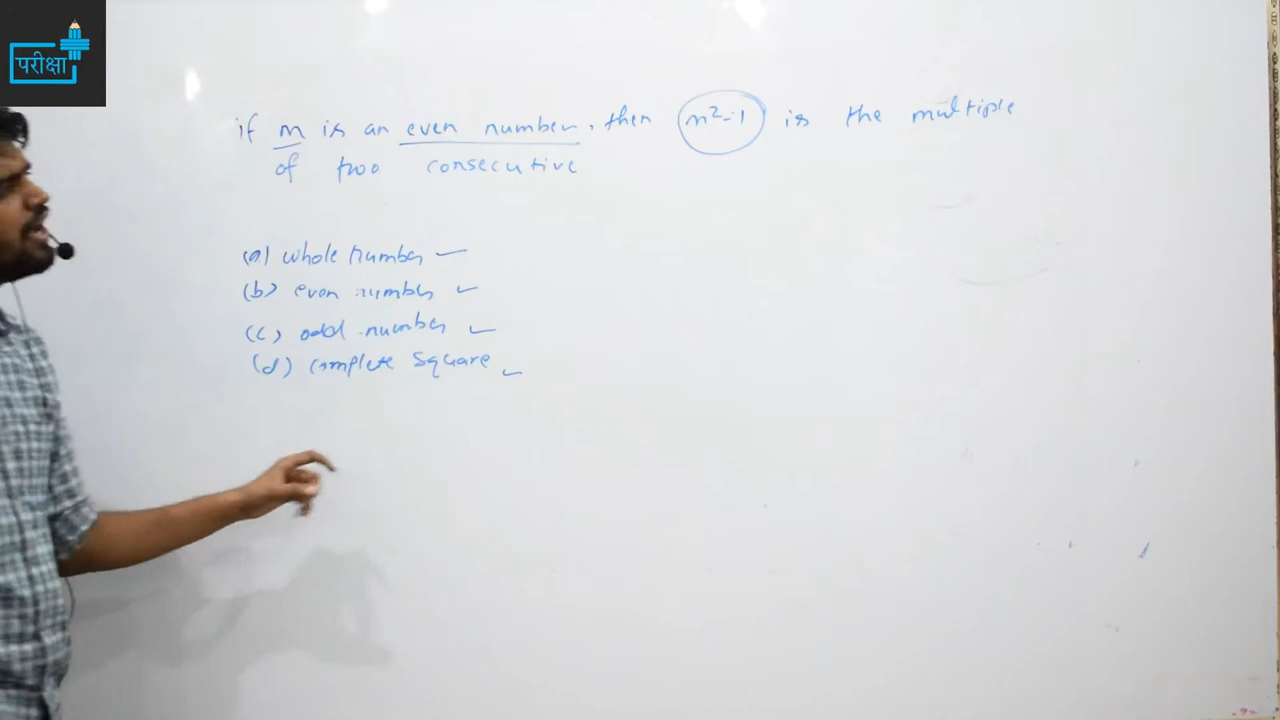 परीक्षा
if m is an even number, then m²-1 is the multiple
of two consecutive
(a) whole number
(b) even number
(c) odd number
(d) complete square